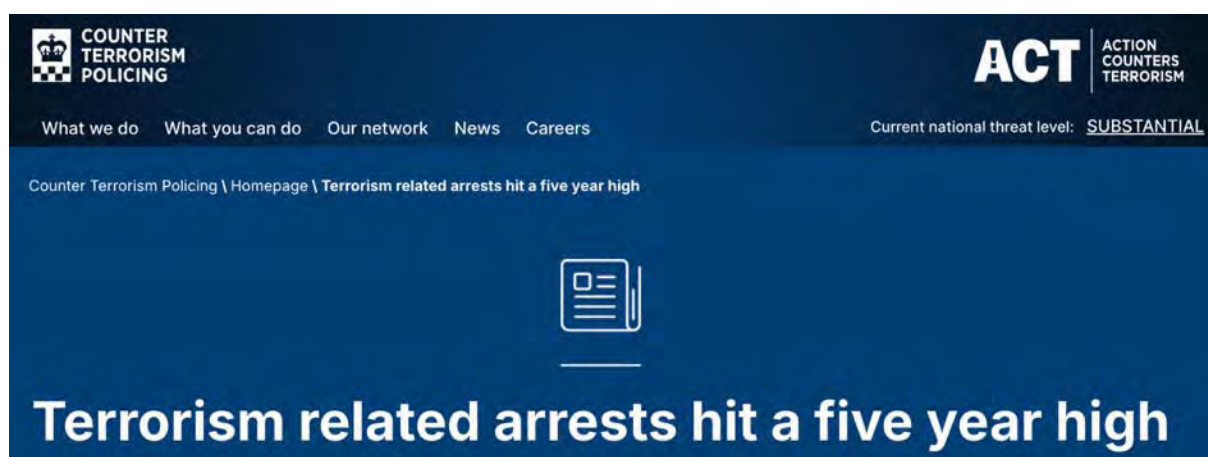 COUNTER
TERRORISM
POLICING
ACT
ACTION
COUNTERS
TERRORISM
What we do What you can do Our network News Careers
Current national threat level: SUBSTANTIAL
Counter Terrorism Policing \ Homepage \ Terrorism related arrests hit a five year high
Terrorism related arrests hit a five year high